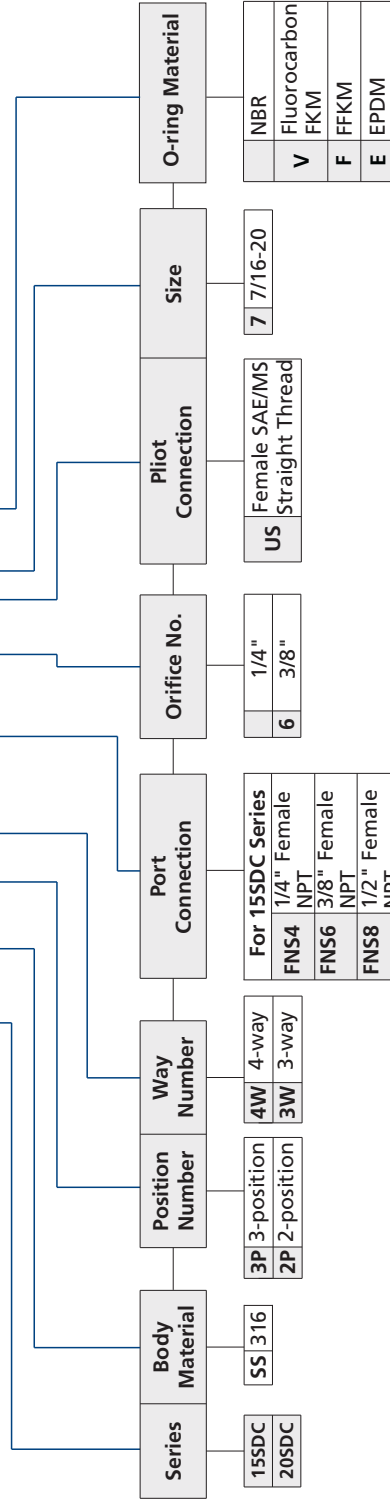 Series
Body
Material
Position
Number
Way
Number
Port
Connection
Orifice No.
Pliot
Connection
Size
O-ring Material
15SDC
20SDC
SS 316
3P 3-position
2P 2-position
4W 4-way
3W 3-way
For 15SDC Series
FNS4 1/4" Female
NPT
FNS6 3/8" Female
NPT
FNS8 1/2" Female
NPT
1/4"
6 3/8"
US Female SAE/MS
Straight Thread
7 7/16-20
NBR
V Fluorocarbon
FKM
F FFKM
E EPDM